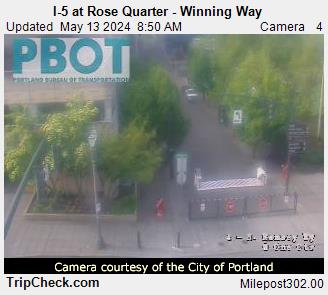 I-5 at Rose Quarter - Winning Way
Updated May 13 2024 8:50 AM Camera 4
PBOT
PORTLAND BUREAU OF TRANSPORTATION
Camera courtesy of the City of Portland
TripCheck.com Milepost302.00